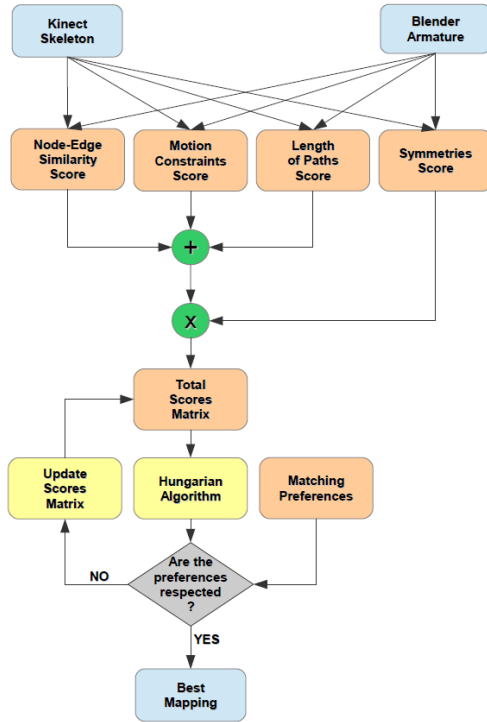 Kinect
Skeleton
Blender
Armature
Node-Edge
Similarity
Score
Motion
Constraints
Score
Length
of Paths
Score
Symmetries
Score
+
x
Total
Scores
Matrix
Update
Scores
Matrix
Hungarian
Algorithm
Matching
Preferences
Are the
preferences
respected
?
NO
YES
Best
Mapping